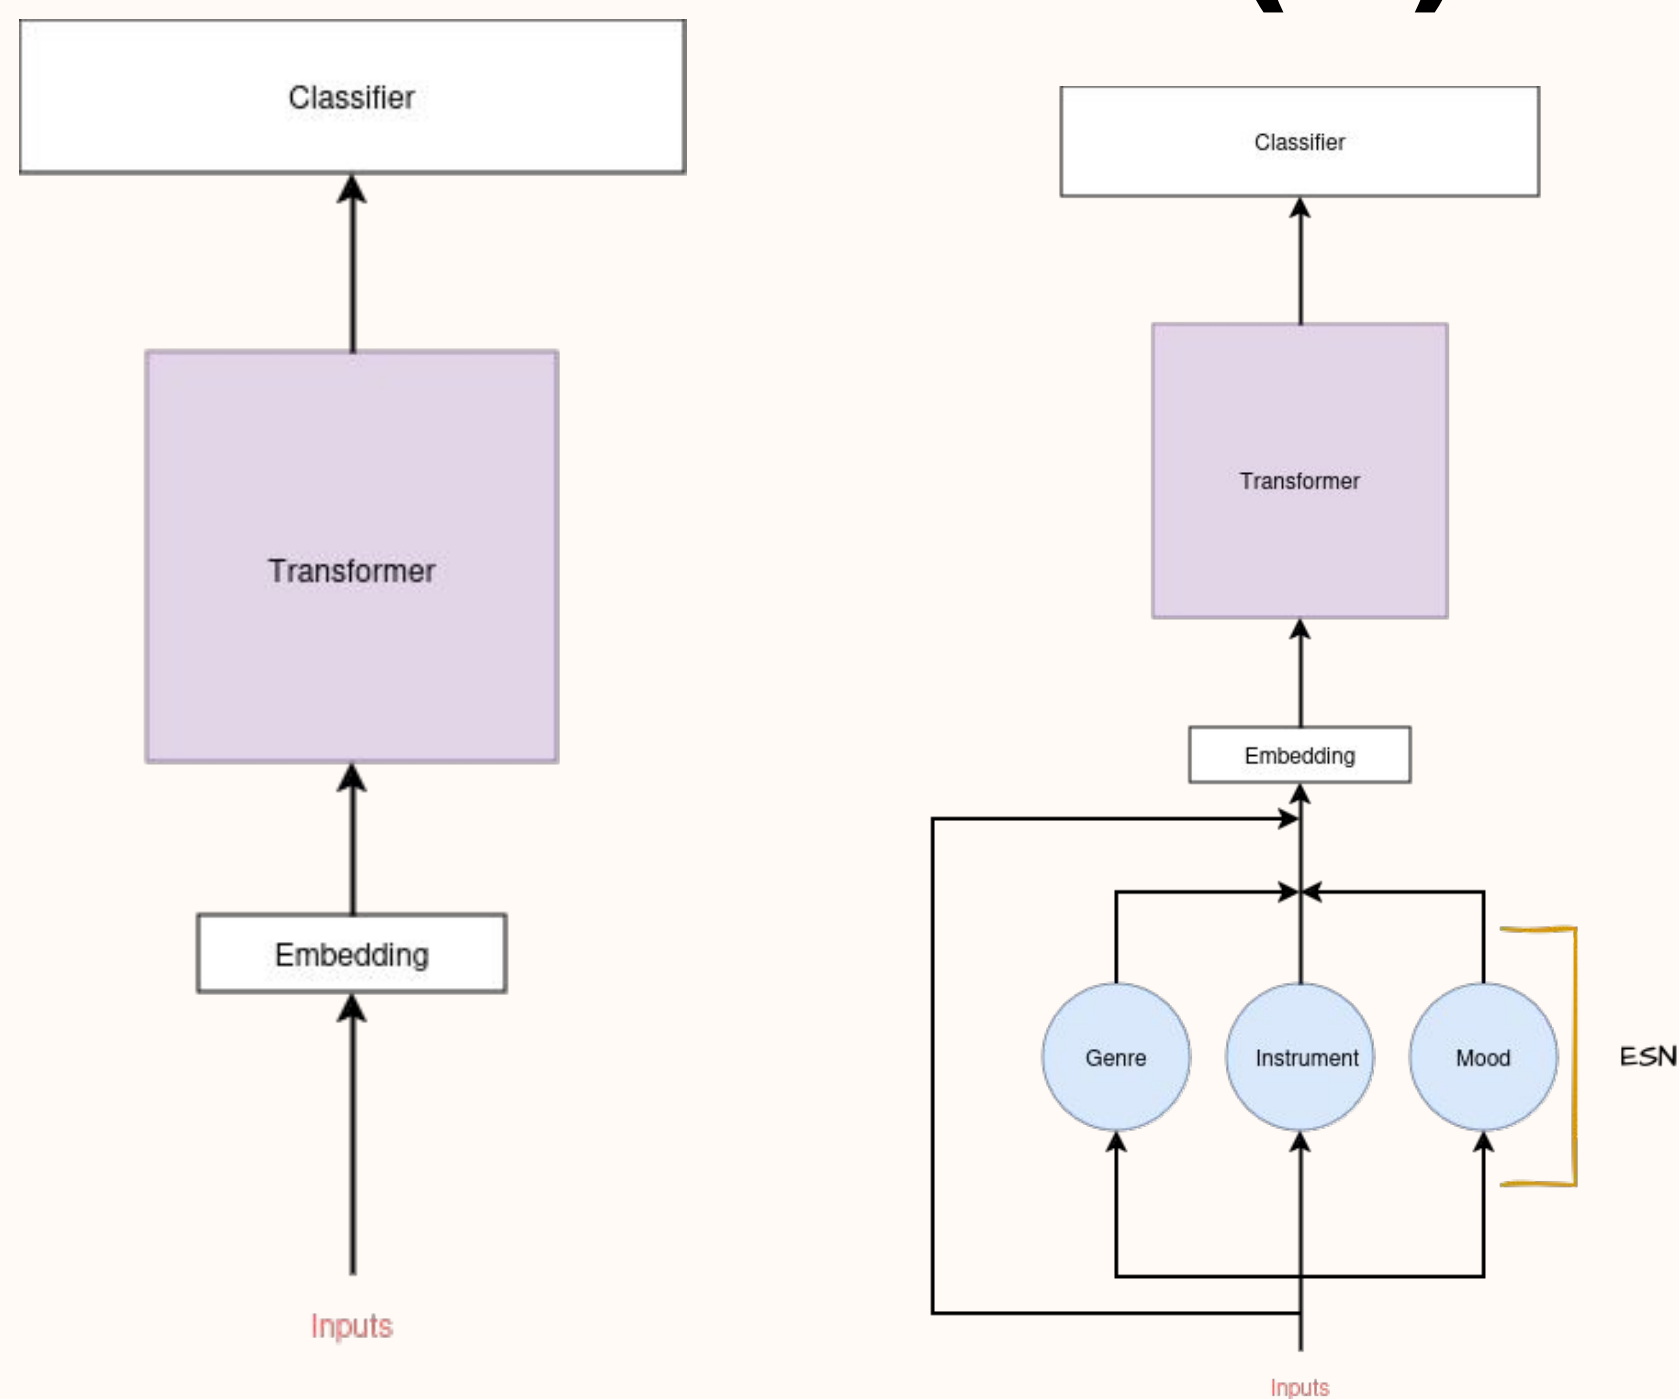 Classifier
Transformer
Embedding
Inputs
Classifier
Transformer
Embedding
Genre
Instrument
Mood
ESN
Inputs